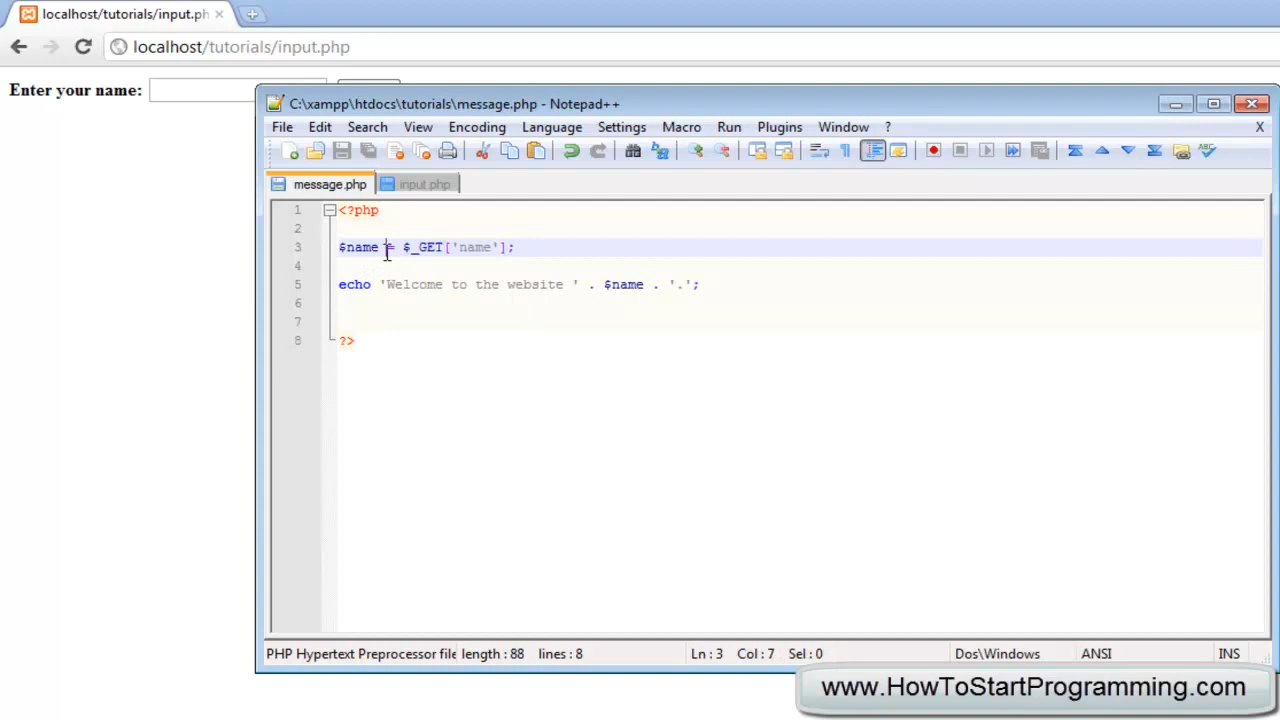 localhost/tutorials/input.ph
localhost/tutorials/input.php
Enter your name:
C:\xampp\htdocs\tutorials\message.php - Notepad++
File Edit Search View Encoding Language Settings Macro Run Plugins Window ? X
message.php input.php
1 <?php
2
3 $name = $_GET['name'];
4
5 echo 'Welcome to the website ' . $name . '.';
6
7
8 ?>
PHP Hypertext Preprocessor file length : 88 lines : 8 Ln : 3 Col : 7 Sel : 0 Dos\Windows ANSI INS
www.HowToStartProgramming.com